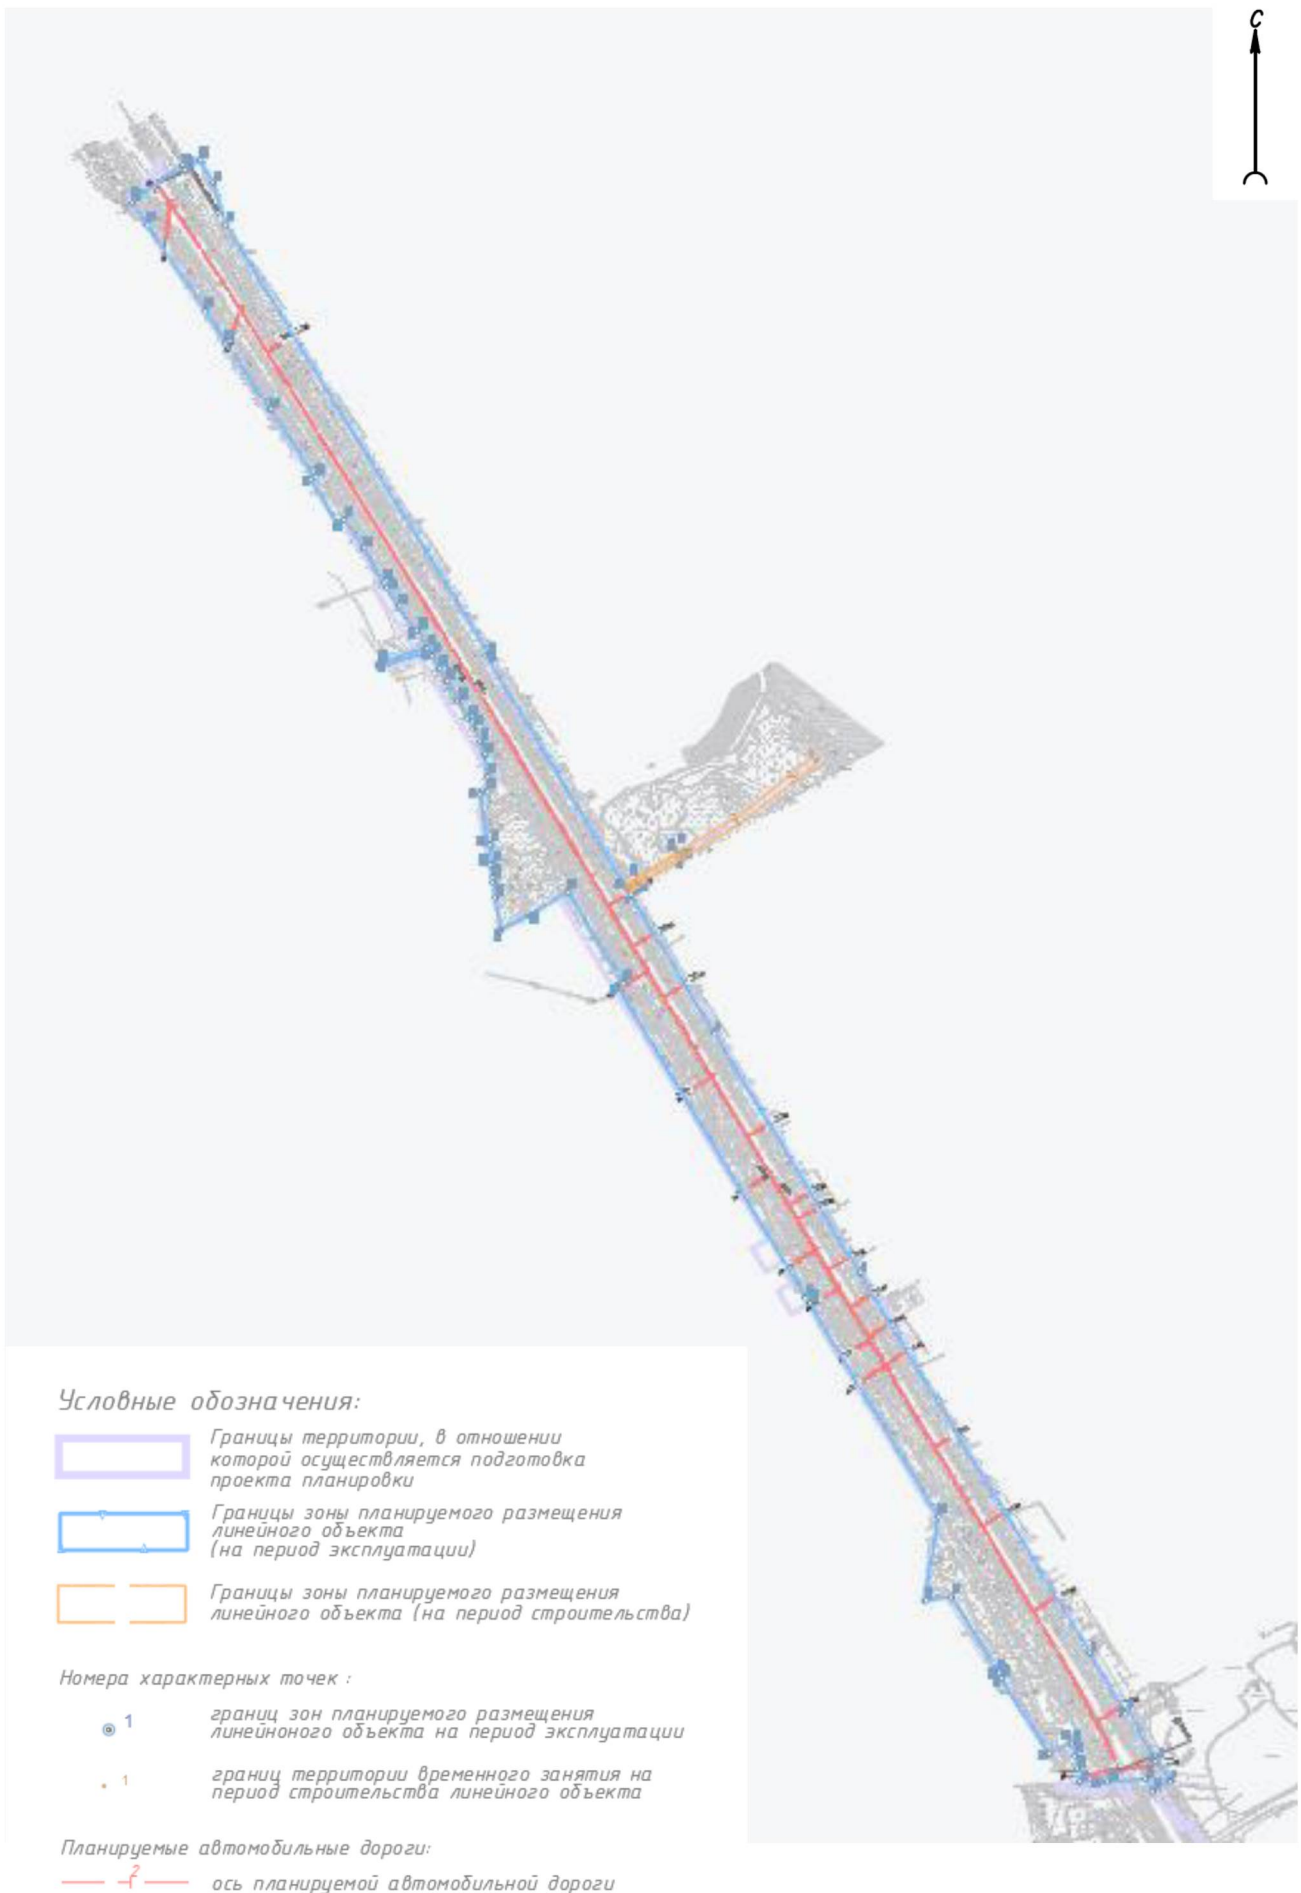 С
Условные обозначения:
Границы территории, в отношении
которой осуществляется подготовка
проекта планировки
Границы зоны планируемого размещения
линейного объекта
(на период эксплуатации)
Границы зоны планируемого размещения
линейного объекта (на период строительства)
Номера характерных точек :
1
границ зон планируемого размещения
линейноного объекта на период эксплуатации
1
границ территории временного занятия на
период строительства линейного объекта
Планируемые автомобильные дороги:
2
ось планируемой автомобильной дороги